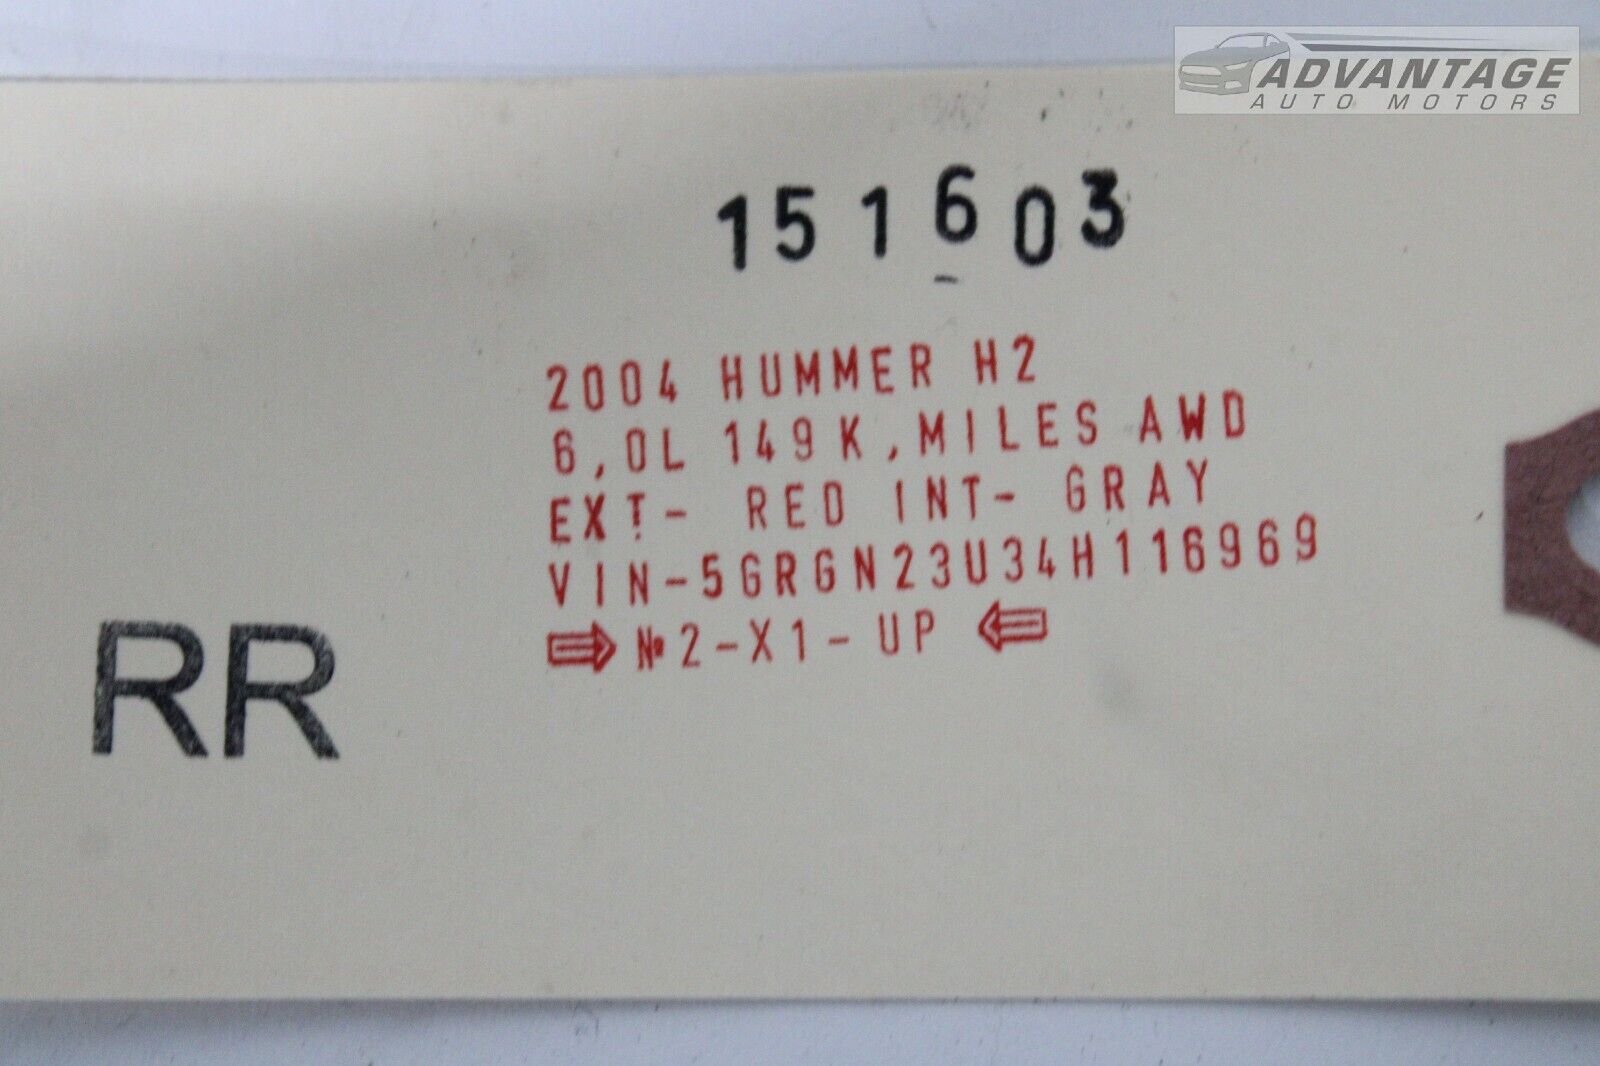 ADVANTAGE
AUTO MOTORS
151603
2004 HUMMER H2
6,0L 149K,MILES AWD
EXT- RED INT- GRAY
VIN-5GRGN23U34H116969
№2-X1-UP
RR